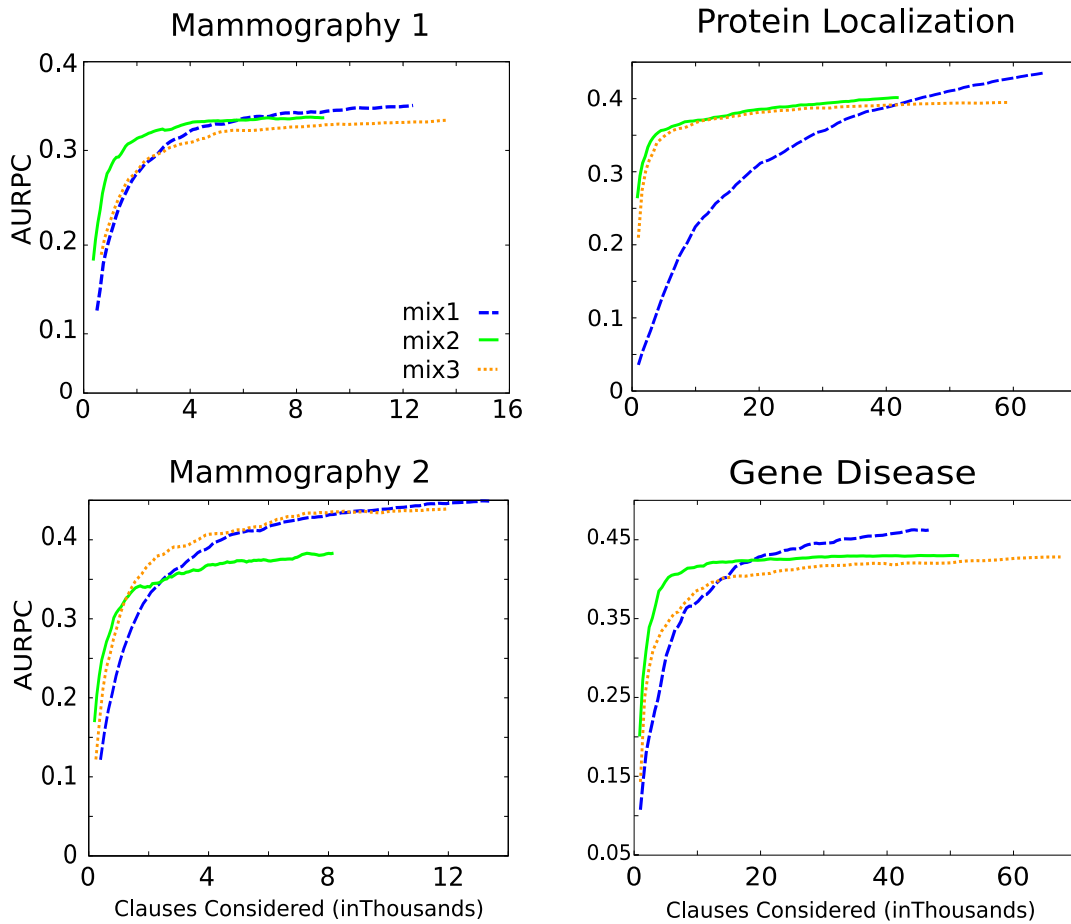 Mammography 1
0.4
0.3
0.2
0.1
0
AURPC
mix1
mix2
mix3
0 4 8 12 16
Protein Localization
0.4
0.3
0.2
0.1
0
0 20 40 60
Mammography 2
0.4
0.3
0.2
0.1
0
AURPC
0 4 8 12
Clauses Considered (inThousands)
Gene Disease
0.45
0.35
0.25
0.15
0.05
0 20 40 60
Clauses Considered (inThousands)